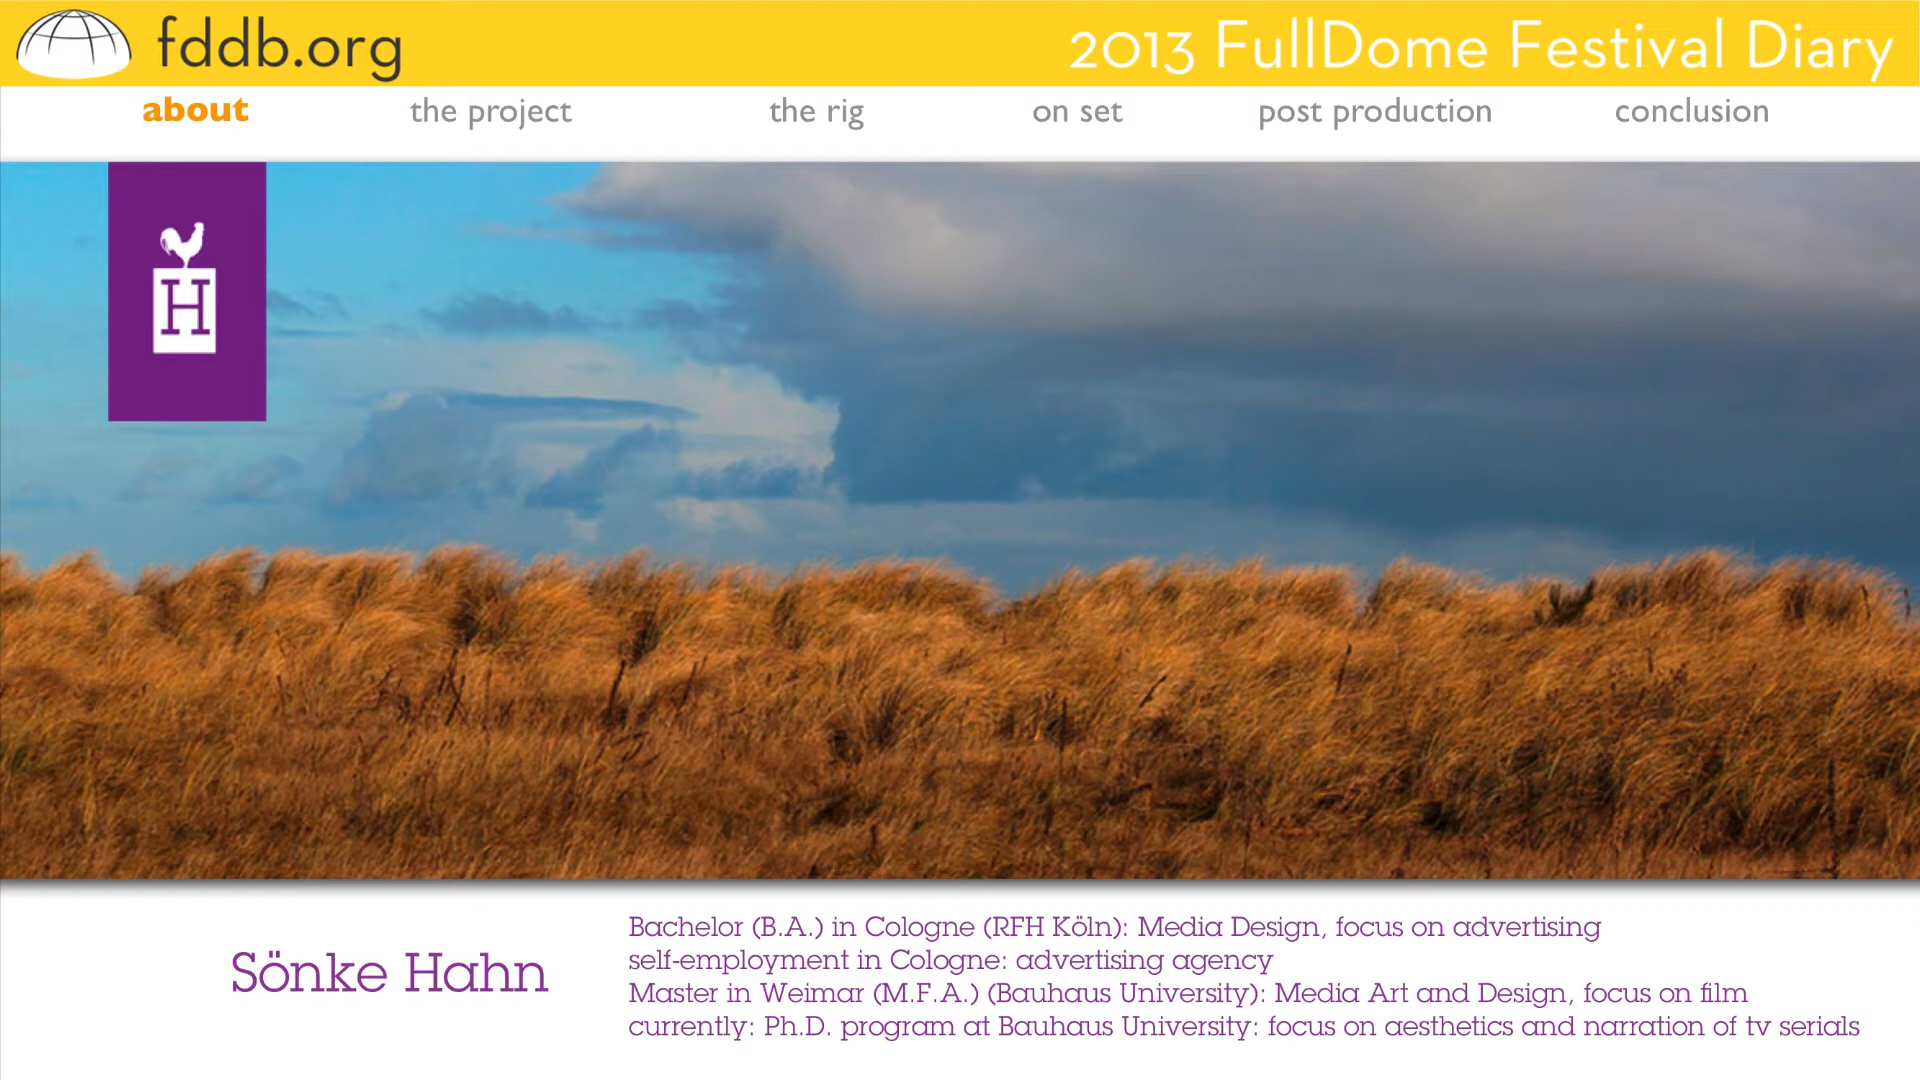 fddb.org
2013 FullDome Festival Diary
about the project the rig on set post production conclusion
H
Sönke Hahn
Bachelor (B.A.) in Cologne (RFH Köln): Media Design, focus on advertising
self-employment in Cologne: advertising agency
Master in Weimar (M.F.A.) (Bauhaus University): Media Art and Design, focus on film
currently: Ph.D. program at Bauhaus University: focus on aesthetics and narration of tv serials